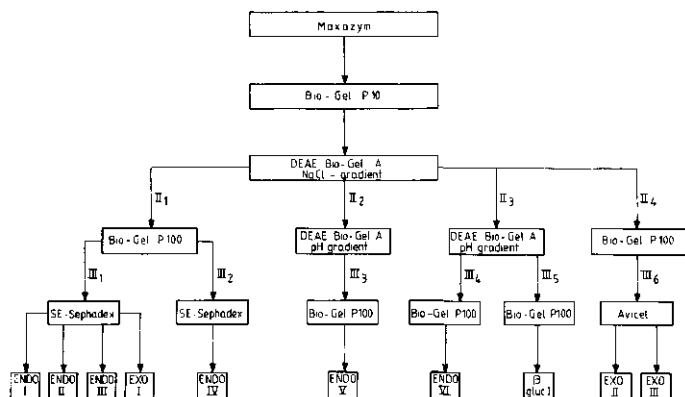 Maxazym
Bio-Gel P10
DEAE Bio-Gel A
NaCl-gradient
II1
II2
II3
II4
Bio-Gel P100
DEAE Bio-Gel A
pH gradient
DEAE Bio-Gel A
pH gradient
Bio-Gel P100
III1
III2
III3
III4
III5
III6
SE-Sephadex
SE-Sephadex
Bio-Gel P100
Bio-Gel P100
Bio-Gel P100
Avicel
ENDO
I
ENDO
II
ENDO
III
EXO
I
ENDO
IV
ENDO
V
ENDO
VI
β
gluc1
EXO
II
EXO
III